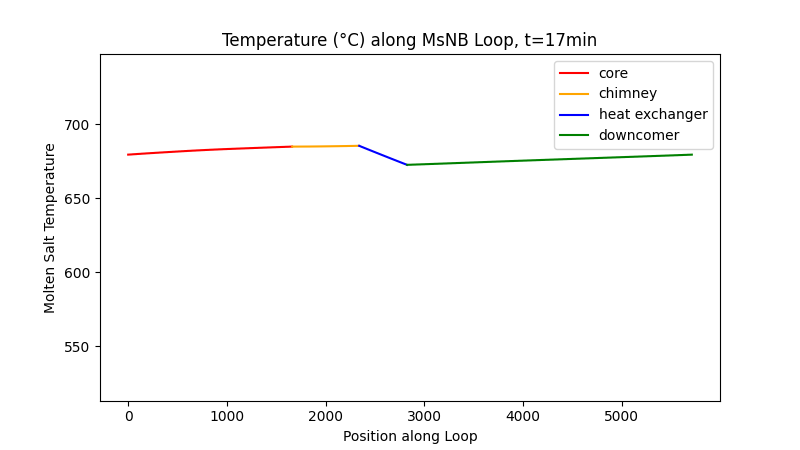 Temperature (°C) along MsNB Loop, t=17min
core
chimney
heat exchanger
downcomer
Molten Salt Temperature
700
650
600
550
0 1000 2000 3000 4000 5000
Position along Loop